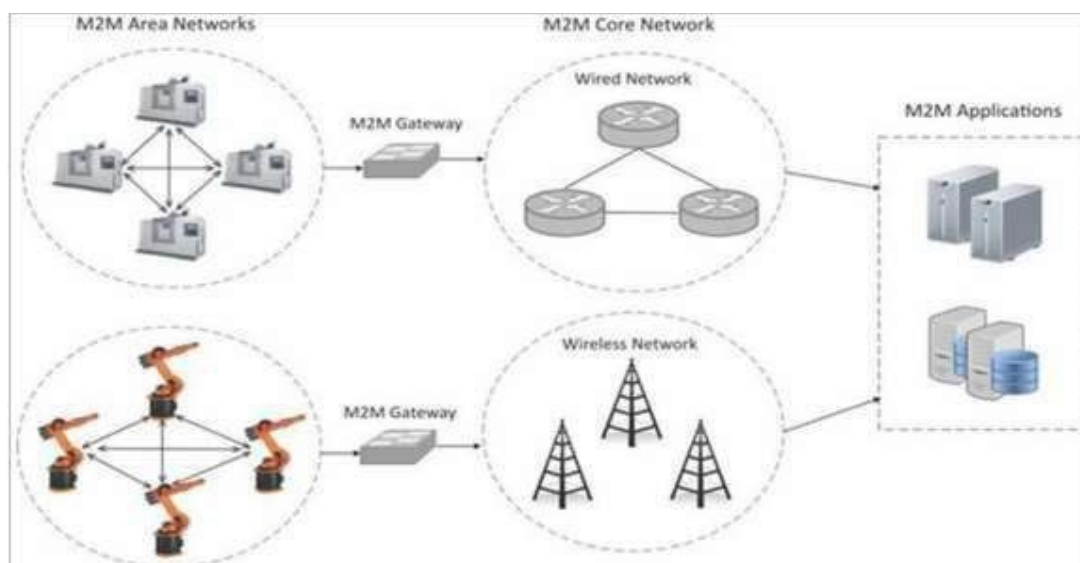 M2M Area Networks
M2M Core Network
Wired Network
M2M Gateway
M2M Applications
Wireless Network
M2M Gateway